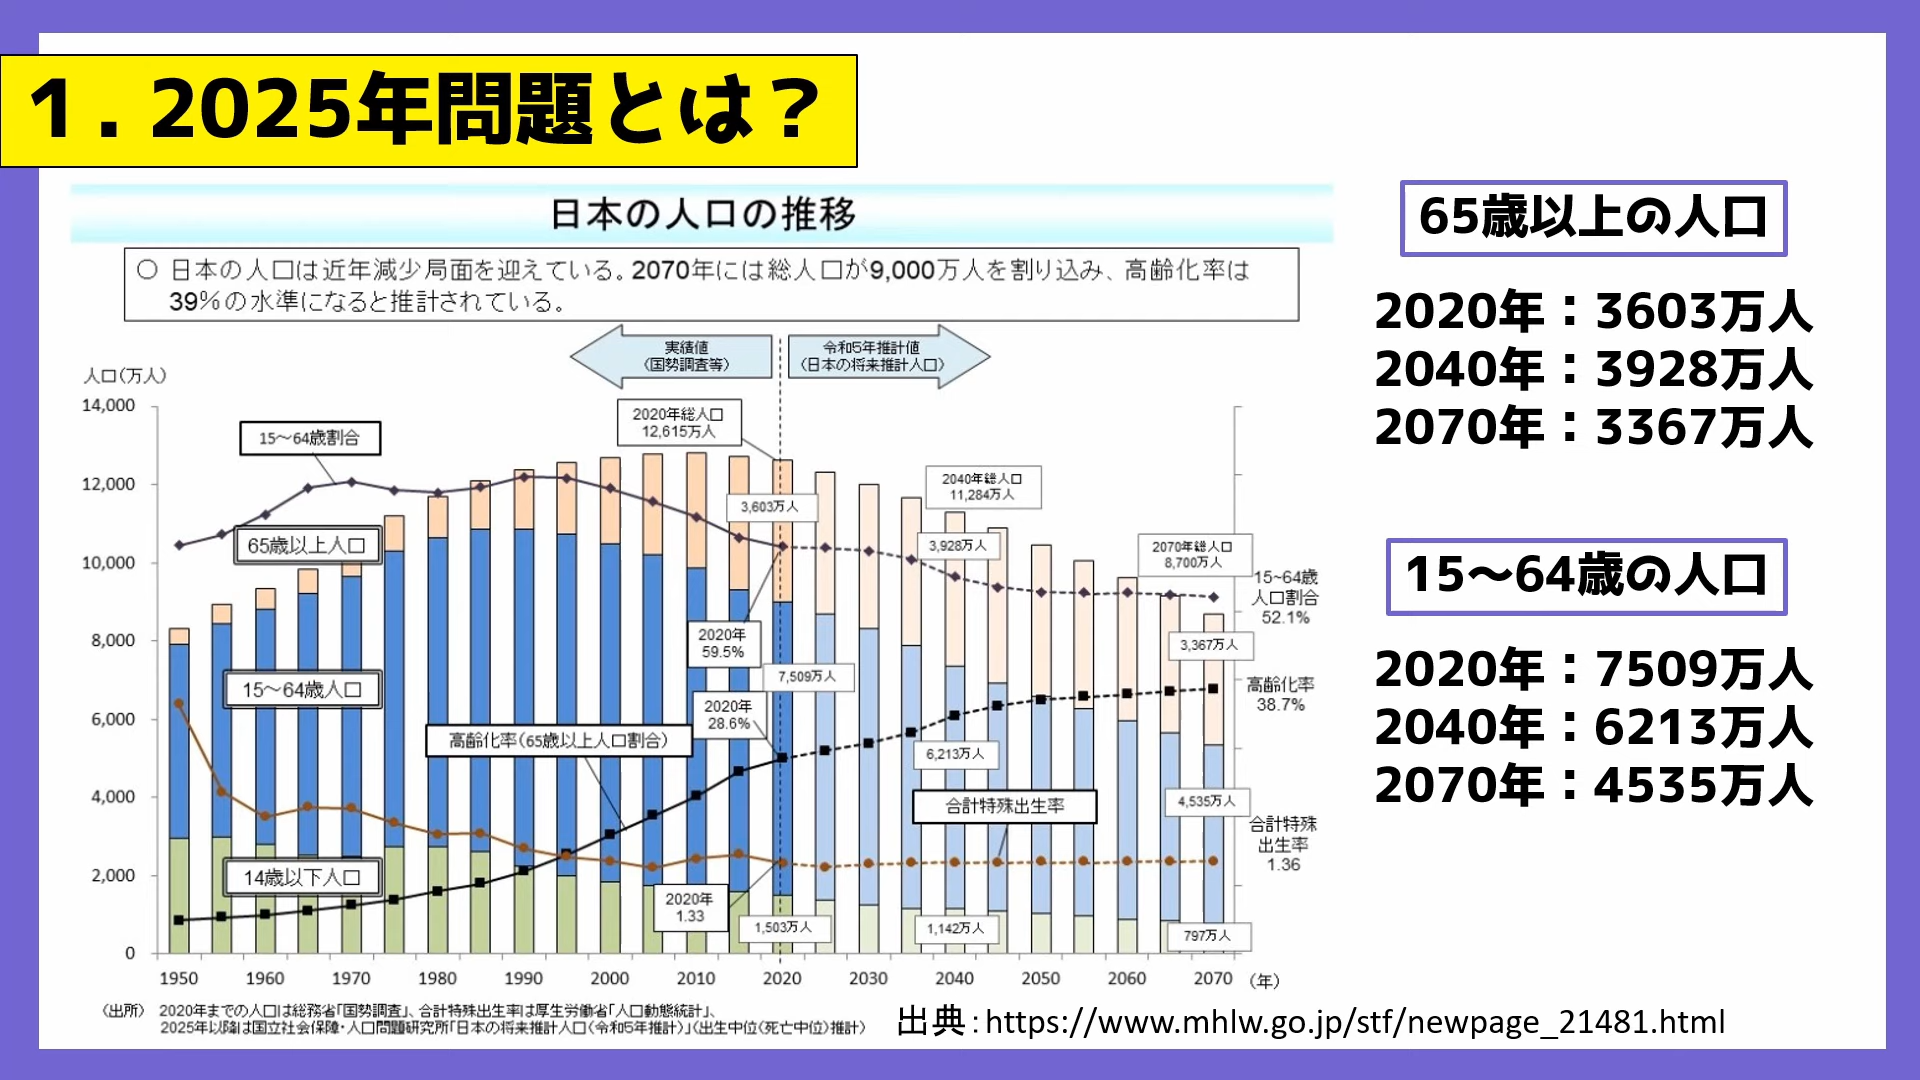 1．2025年問題とは？
日本の人口の推移
○ 日本の人口は近年減少局面を迎えている。2070年には総人口が9,000万人を割り込み、高齢化率は
39％の水準になると推計されている。
実績値
（国勢調査等）
令和5年推計値
（日本の将来推計人口）
人口（万人）
14,000
12,000
10,000
8,000
6,000
4,000
2,000
0
15～64歳割合
65歳以上人口
15～64歳人口
14歳以下人口
高齢化率（65歳以上人口割合）
2020年総人口
12,615万人
3,603万人
2020年
59.5%
7,509万人
2020年
28.6%
2020年
1.33
1,503万人
2040年総人口
11,284万人
3,928万人
6,213万人
合計特殊出生率
1,142万人
2070年総人口
8,700万人
3,367万人
4,535万人
797万人
15~64歳
人口割合
52.1%
高齢化率
38.7%
合計特殊
出生率
1.36
1950 1960 1970 1980 1990 2000 2010 2020 2030 2040 2050 2060 2070 (年)
（出所） 2020年までの人口は総務省「国勢調査」、合計特殊出生率は厚生労働省「人口動態統計」、
2025年以降は国立社会保障・人口問題研究所「日本の将来推計人口（令和5年推計）」（出生中位（死亡中位）推計）
65歳以上の人口
2020年：3603万人
2040年：3928万人
2070年：3367万人
15～64歳の人口
2020年：7509万人
2040年：6213万人
2070年：4535万人
出典：https://www.mhlw.go.jp/stf/newpage_21481.html